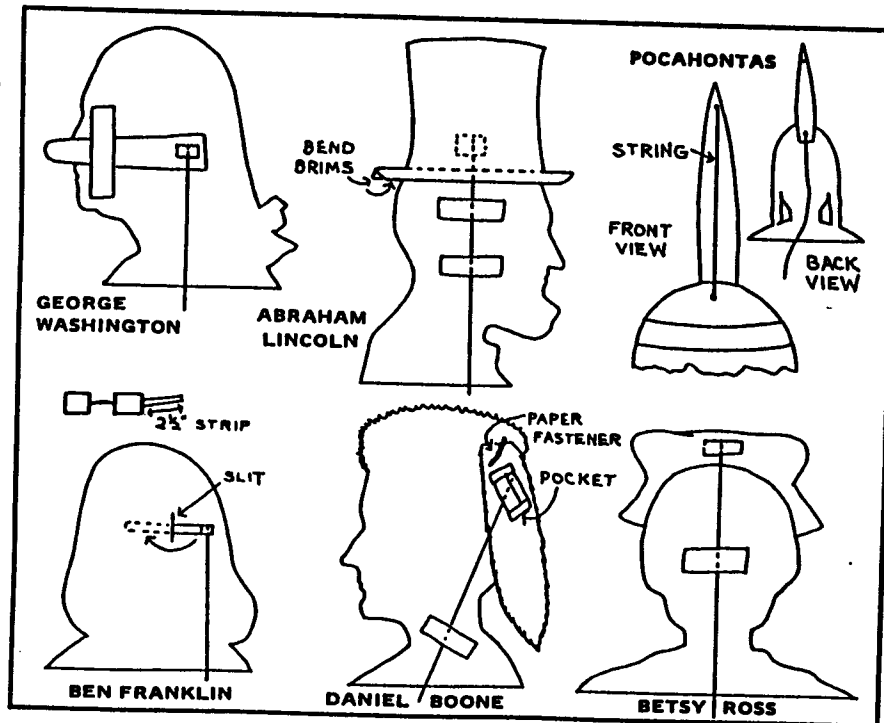 POCAHONTAS
BEND
BRIMS
STRING
FRONT
VIEW
BACK
VIEW
GEORGE
WASHINGTON
ABRAHAM
LINCOLN
2½" STRIP
SLIT
PAPER
FASTENER
POCKET
BEN FRANKLIN
DANIEL BOONE
BETSY ROSS